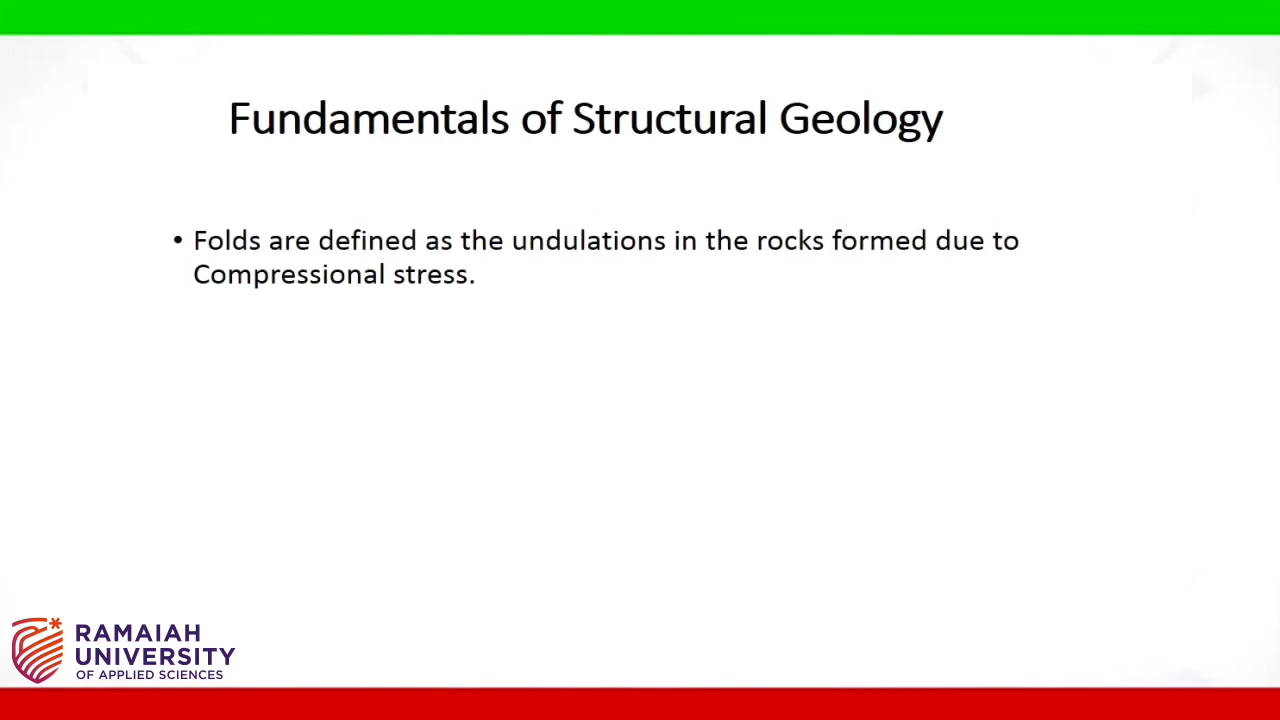 Fundamentals of Structural Geology
• Folds are defined as the undulations in the rocks formed due to
Compressional stress.
RAMAIAH
UNIVERSITY
OF APPLIED SCIENCES